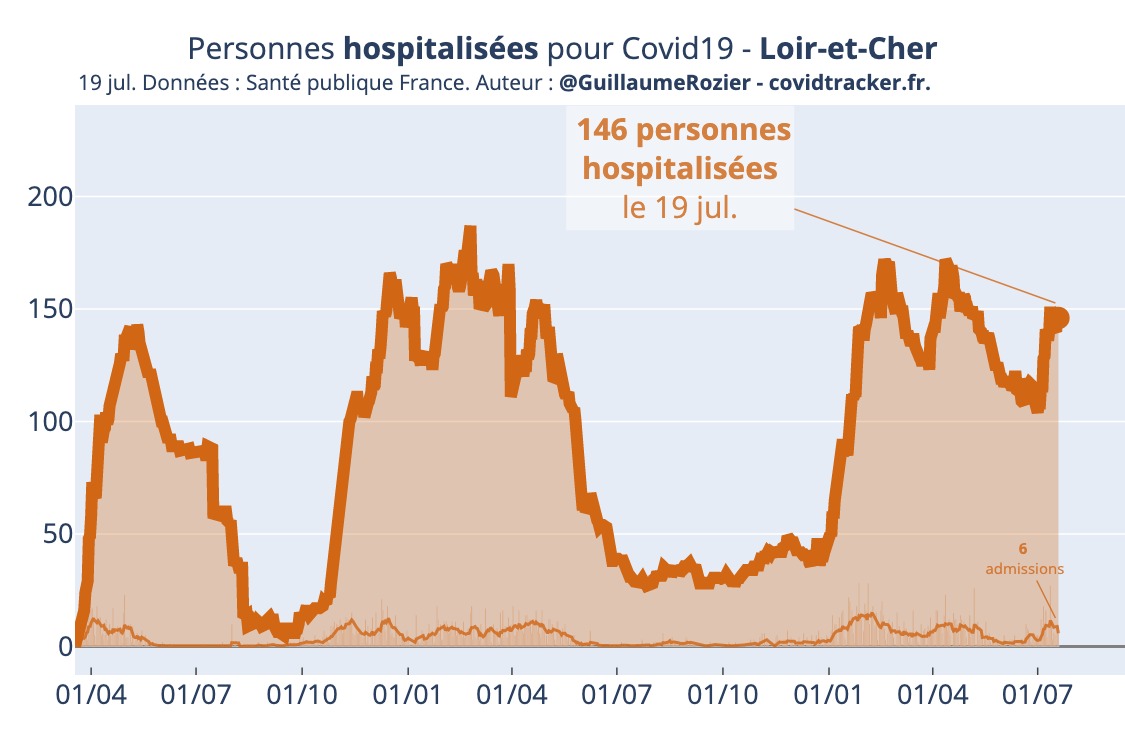 Personnes hospitalisées pour Covid19 - Loir-et-Cher
19 jul. Données : Santé publique France. Auteur : @GuillaumeRozier - covidtracker.fr.
146 personnes
hospitalisées
le 19 jul.
200
150
100
50
0
6
admissions
01/04 01/07 01/10 01/01 01/04 01/07 01/10 01/01 01/04 01/07